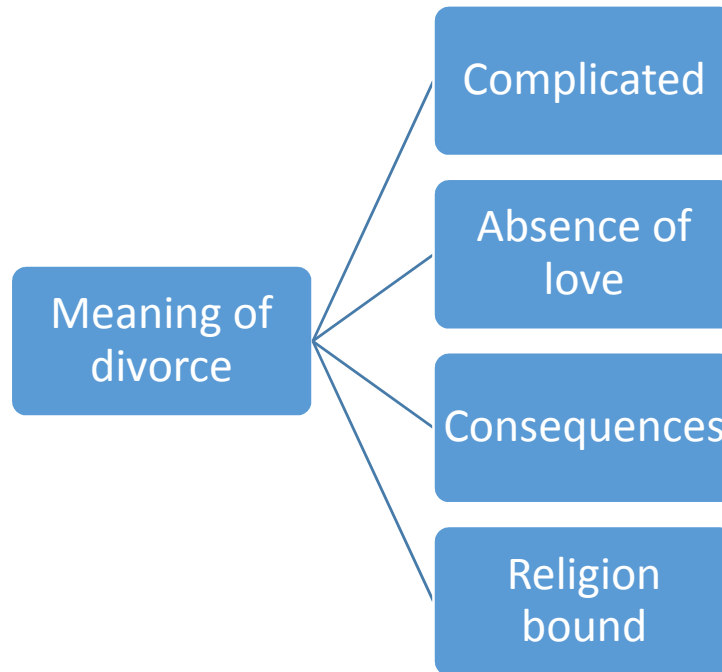 Meaning of
divorce
Complicated
Absence of
love
Consequences
Religion
bound